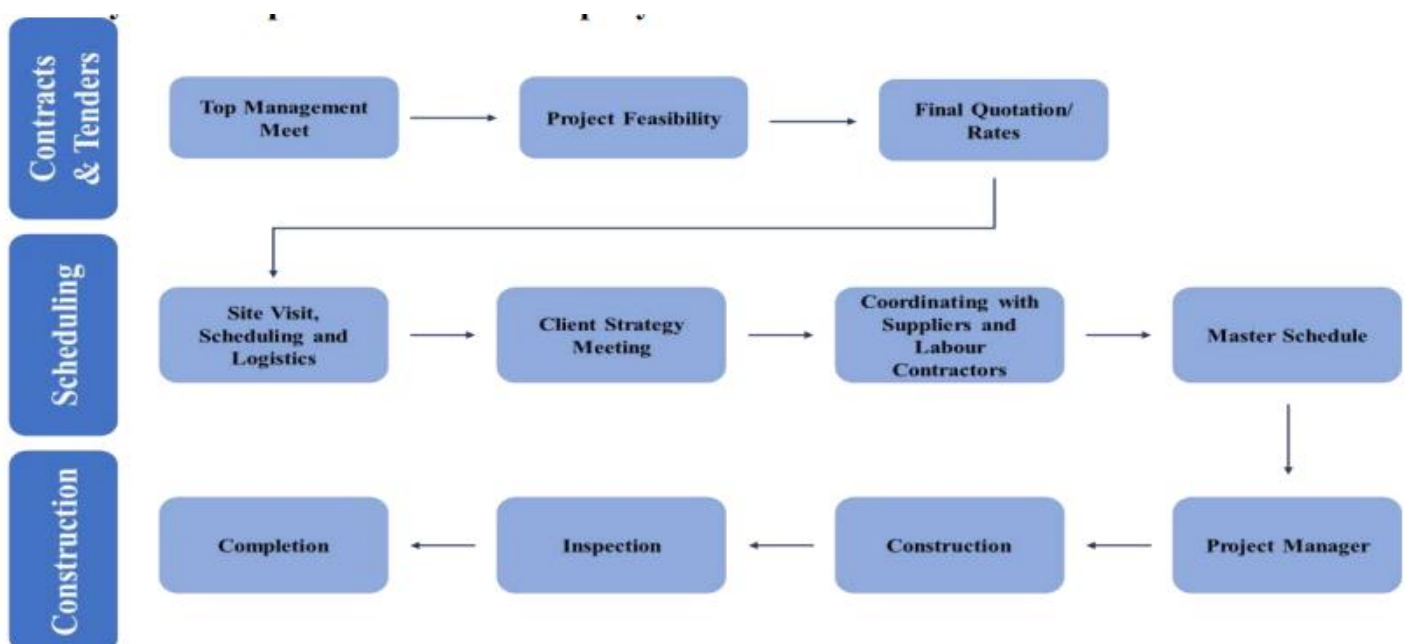 Contracts
& Tenders
Top Management
Meet
Project Feasibility
Final Quotation/
Rates
Scheduling
Site Visit,
Scheduling and
Logistics
Client Strategy
Meeting
Coordinating with
Suppliers and
Labour
Contractors
Master Schedule
Construction
Completion
Inspection
Construction
Project Manager